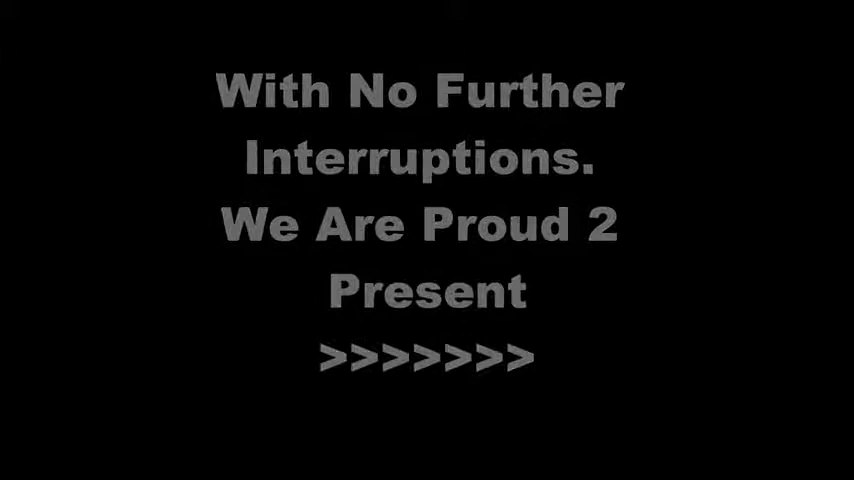 With No Further
Interruptions.
We Are Proud 2
Present
>>>>>>>